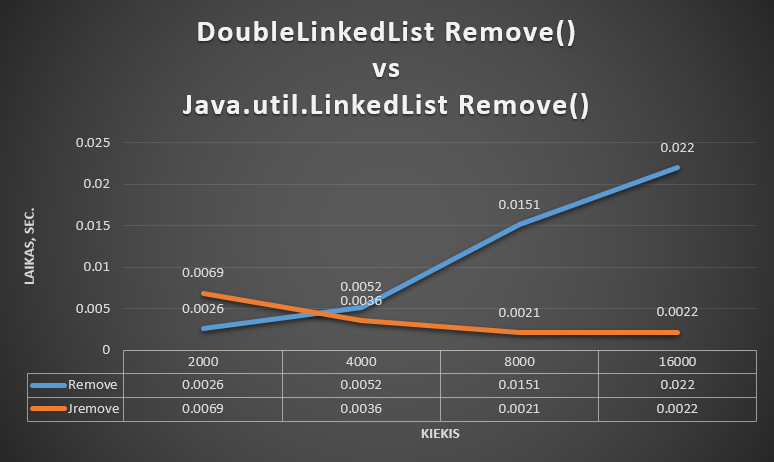 DoubleLinkedList Remove()
vs
Java.util.LinkedList Remove()
0.025
0.02
0.015
0.01
0.005
0
LAIKAS, SEC.
0.0069
0.0026
0.0052
0.0036
0.0151
0.0021
0.022
0.0022
2000 4000 8000 16000
Remove 0.0026 0.0052 0.0151 0.022
Jremove 0.0069 0.0036 0.0021 0.0022
KIEKIS